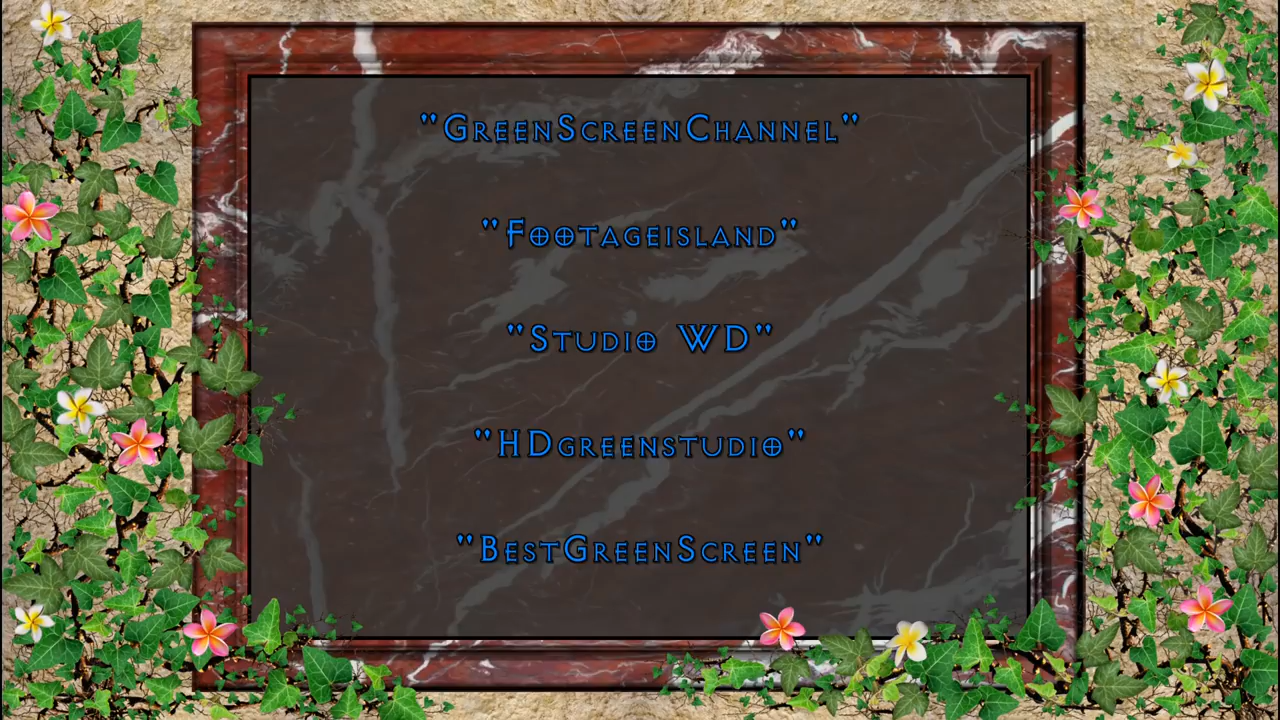 "GreenScreenChannel"
"Footageisland"
"Studio WD"
"HDgreenstudio"
"BestGreenScreen"